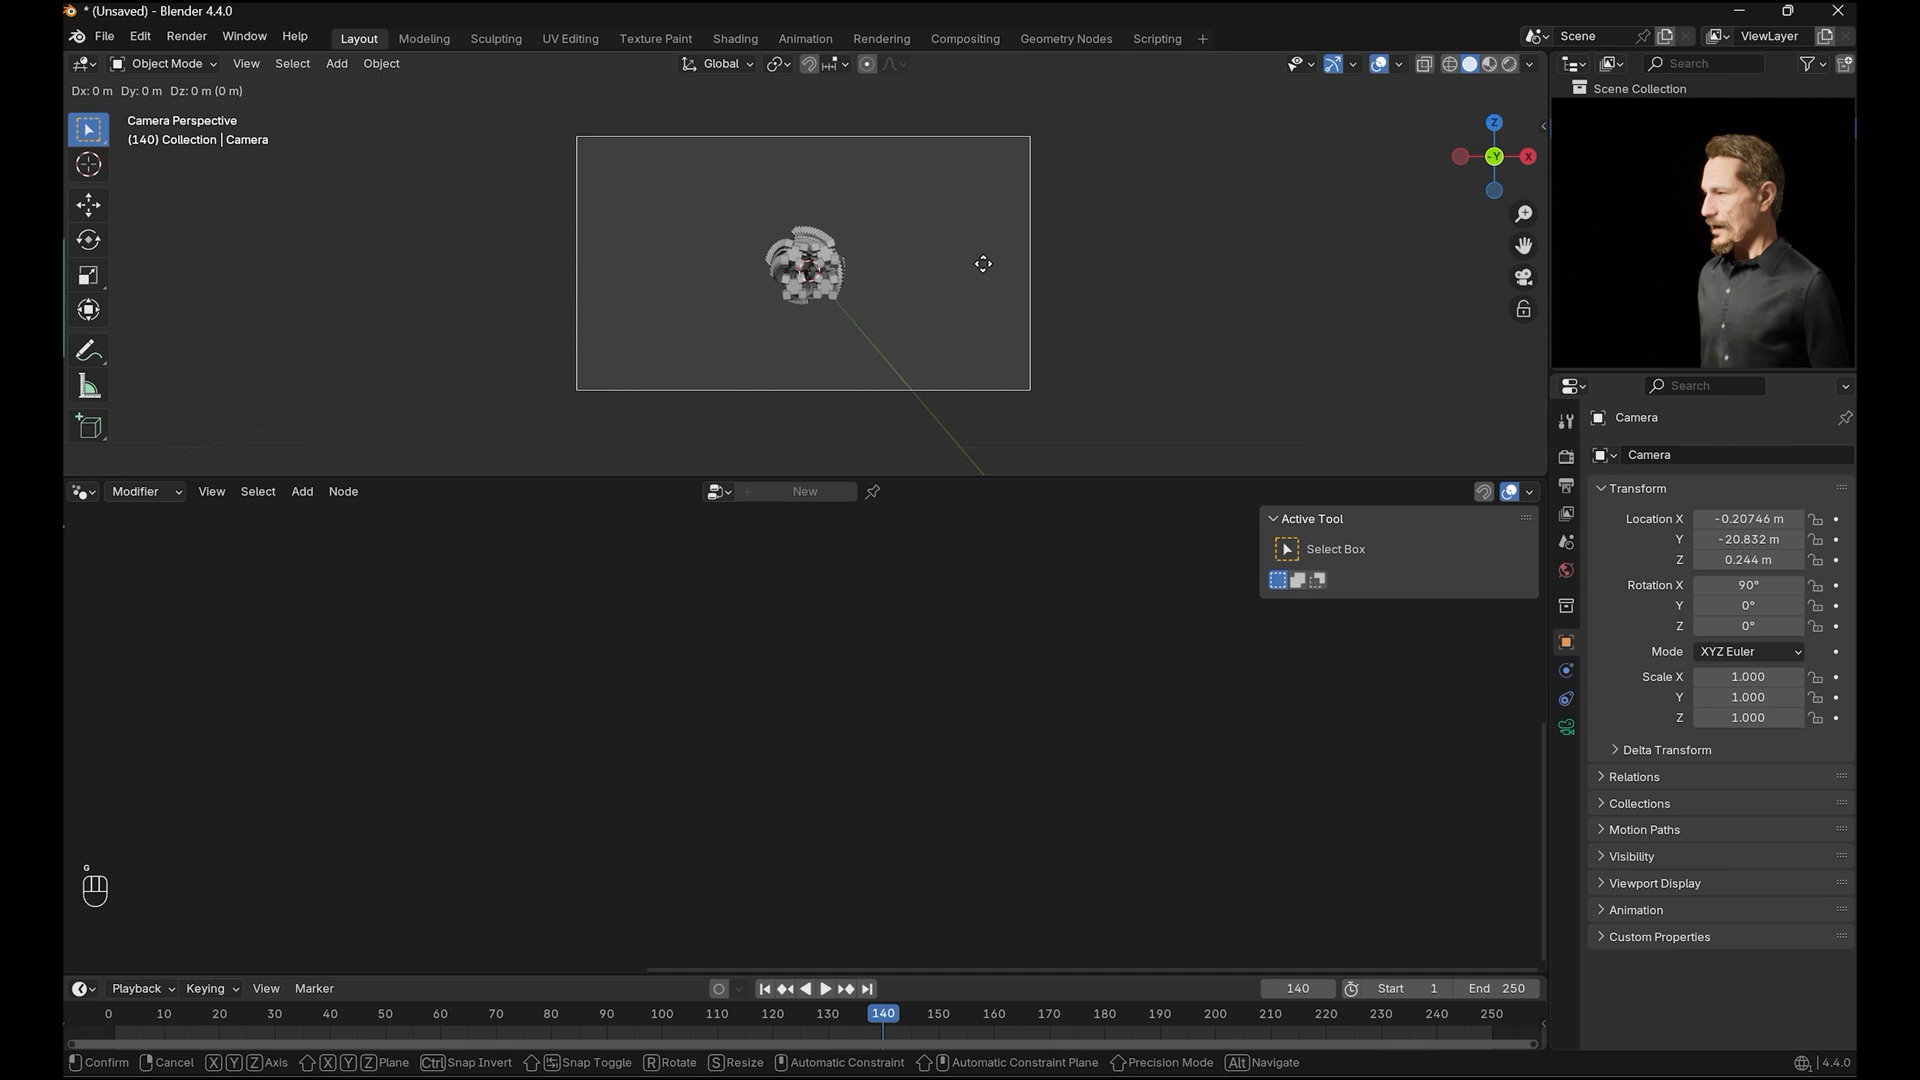 * (Unsaved) - Blender 4.4.0
File Edit Render Window Help Layout Modeling Sculpting UV Editing Texture Paint Shading Animation Rendering Compositing Geometry Nodes Scripting + Scene ViewLayer
Object Mode View Select Add Object Global Search
Dx: 0 m Dy: 0 m Dz: 0 m (0 m) Scene Collection
Camera Perspective
(140) Collection | Camera
Z
-Y X
Search
Camera
Camera
Transform
Modifier View Select Add Node New
Active Tool
Location X -0.20746 m
Y -20.832 m
Select Box
Z 0.244 m
Rotation X 90°
Y 0°
Z 0°
Mode XYZ Euler
Scale X 1.000
Y 1.000
Z 1.000
Delta Transform
Relations
Collections
Motion Paths
Visibility
G
Viewport Display
Animation
Custom Properties
Playback Keying View Marker 140 Start 1 End 250
0 10 20 30 40 50 60 70 80 90 100 110 120 130 140 150 160 170 180 190 200 210 220 230 240 250
Confirm Cancel X Y Z Axis X Y Z Plane Ctrl Snap Invert Snap Toggle R Rotate S Resize Automatic Constraint Automatic Constraint Plane Precision Mode Alt Navigate 4.4.0